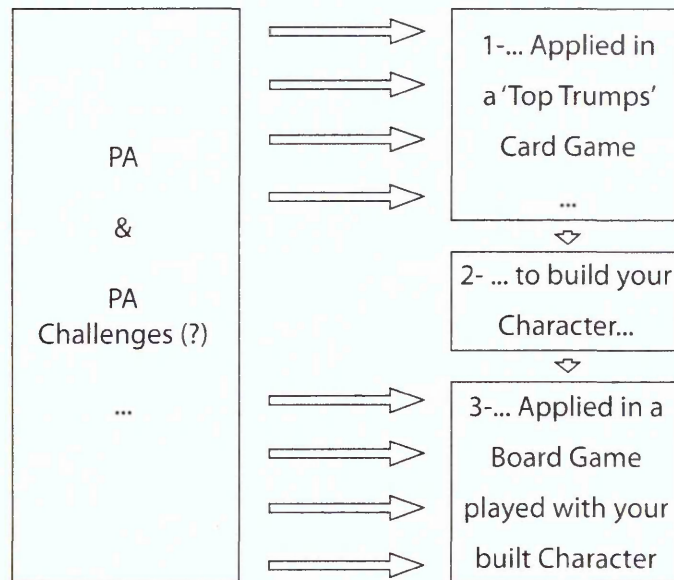 PA
&
PA
Challenges (?)
...
1-... Applied in
a 'Top Trumps'
Card Game
...
2- ... to build your
Character...
3-... Applied in a
Board Game
played with your
built Character